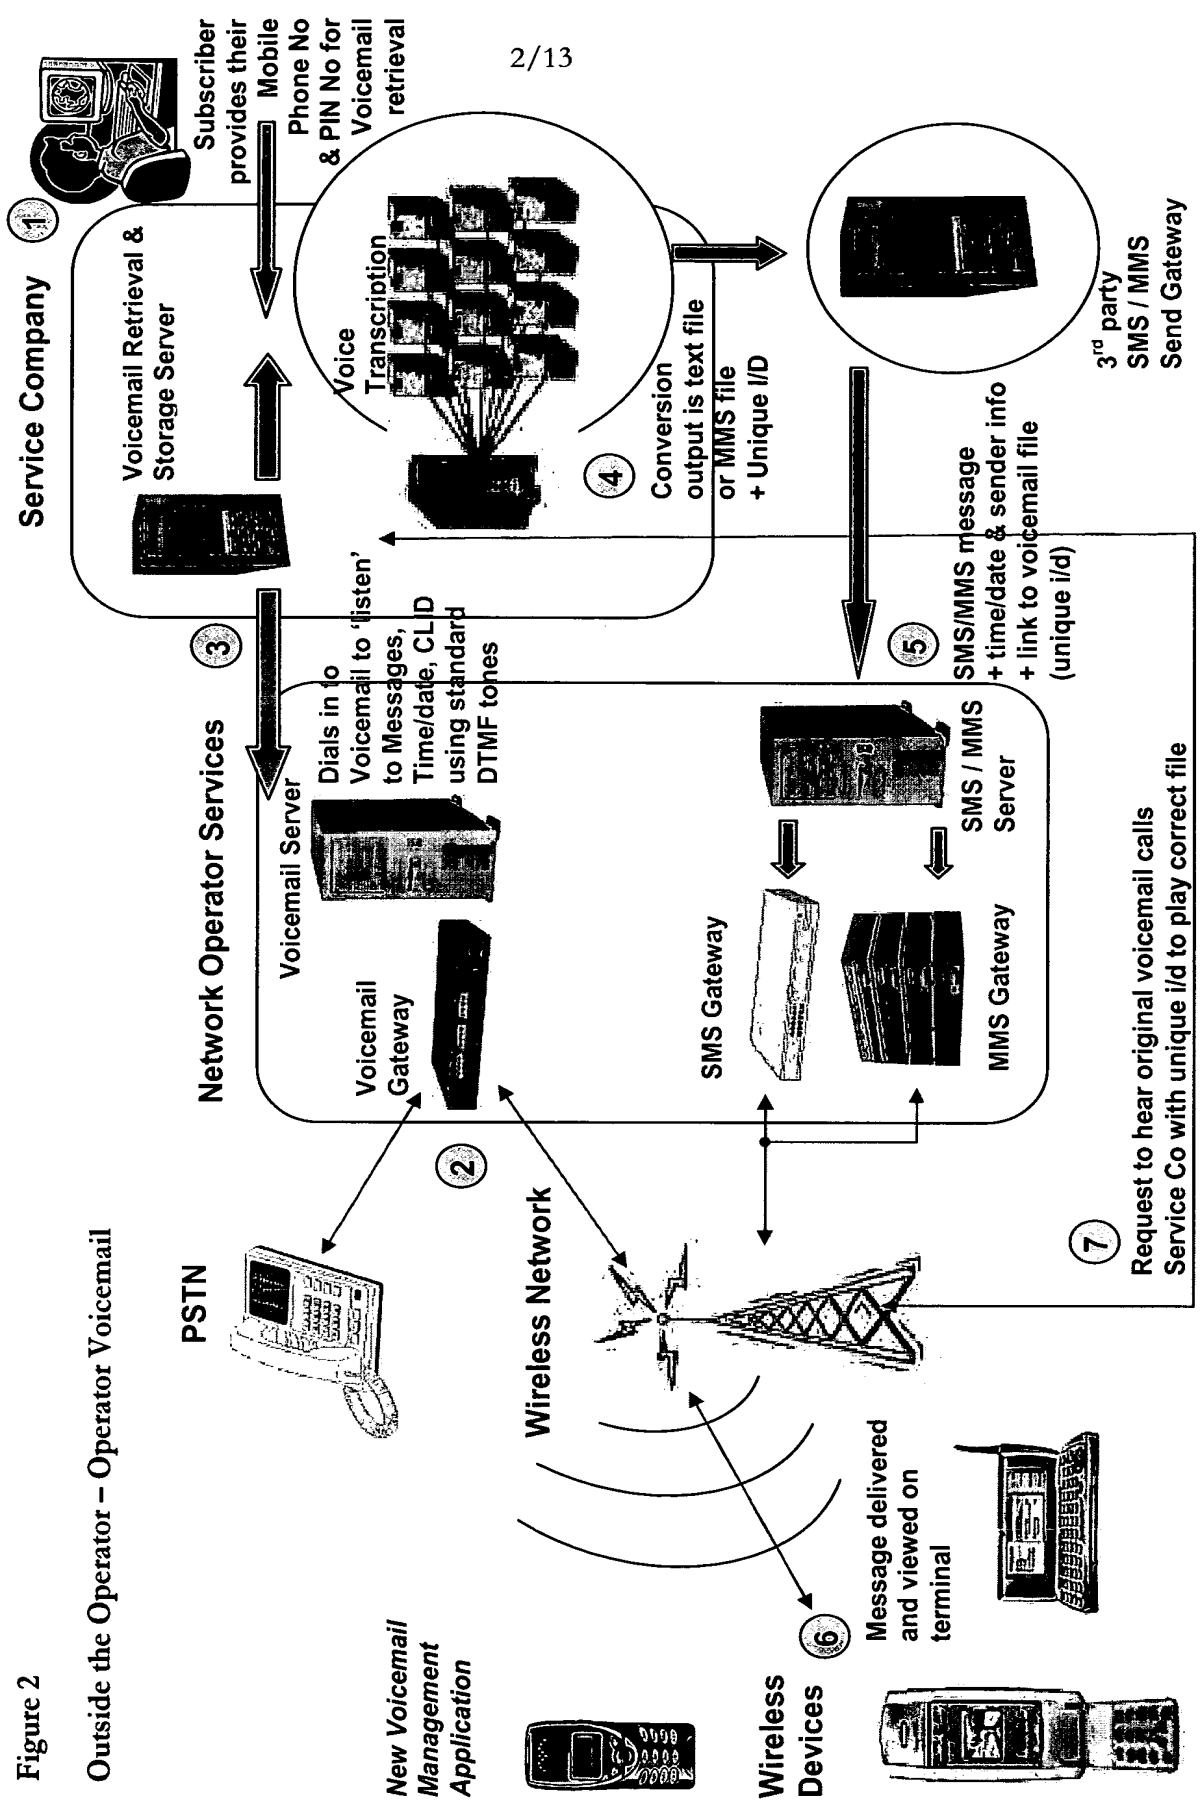 2/13
Figure 2
Outside the Operator – Operator Voicemail
Service Company
1
Subscriber
provides their
Mobile
Phone No
& PIN No for
Voicemail
retrieval
Voicemail Retrieval &
Storage Server
Voice
Transcription
3
Dials in to
Voicemail to 'listen'
to Messages,
Time/date, CLID
using standard
DTMF tones
4
Conversion
output is text file
or MMS file
+ Unique I/D
3rd party
SMS / MMS
Send Gateway
5
SMS/MMS message
+ time/date & sender info
+ link to voicemail file
(unique i/d)
Network Operator Services
Voicemail Server
Voicemail
Gateway
SMS / MMS
Server
SMS Gateway
MMS Gateway
PSTN
2
Wireless Network
7
Request to hear original voicemail calls
Service Co with unique i/d to play correct file
New Voicemail
Management
Application
Wireless
Devices
6
Message delivered
and viewed on
terminal